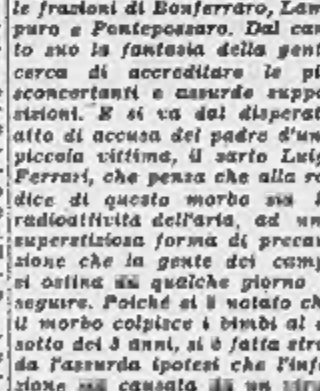 le frazioni di Bonferraro, Lam
puro e Pontepossero. Dal can
to suo la fantasia della gent
cerca di accreditare le pi
sconcertanti e assurde suppo
sizioni. E si va dal disperat
atto di accusa del padre d'un
piccola vittima, il sarto Luig
Ferrari, che pensa che alla ra
dice di questo morbo sia l
radioattività dell'aria, ad un
superstiziosa forma di precau
zione che la gente dei camp
si ostina da qualche giorno
seguire. Poiché si è notato ch
il morbo colpisce i bimbi al d
sotto dei 3 anni, si è fatta stra
da l'assurda ipotesi che l'infe
zione causata da un